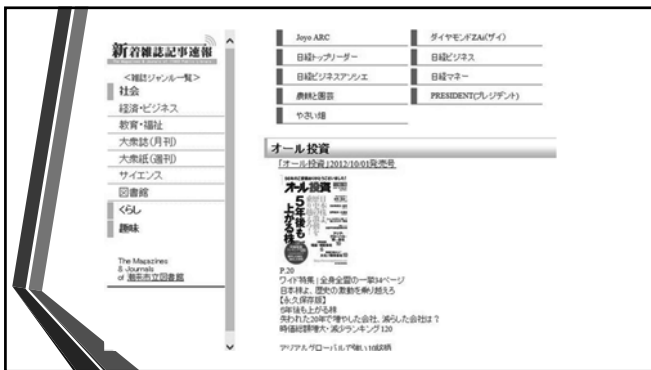 新着雑誌記事速報
<雑誌ジャンル一覧>
社会
経済・ビジネス
教育・福祉
大衆誌(月刊)
大衆紙(週刊)
サイエンス
図書館
くらし
趣味
The Magazines
& Journals
of 潮来市立図書館
Joyo ARC
ダイヤモンドZAi(ザイ)
日経トップリーダー
日経ビジネス
日経ビジネスアソシエ
日経マネー
農耕と園芸
PRESIDENT(プレジデント)
やさい畑
オール投資
「オール投資」2012/10/01発売号
オール投資
5年後も
上がる株
P.20
ワイド特集|全身全霊の一挙34ページ
日本株よ、歴史の激動を乗り越えろ
【永久保存版】
5年後も上がる株
失われた20年で増やした会社、減らした会社は?
時価総額増大・減少ランキング120